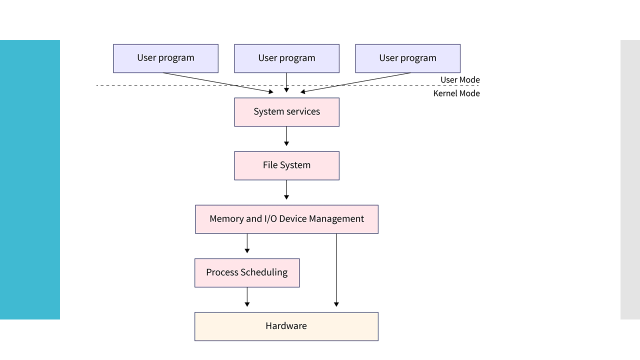 User program
User program
User program
User Mode
Kernel Mode
System services
File System
Memory and I/O Device Management
Process Scheduling
Hardware